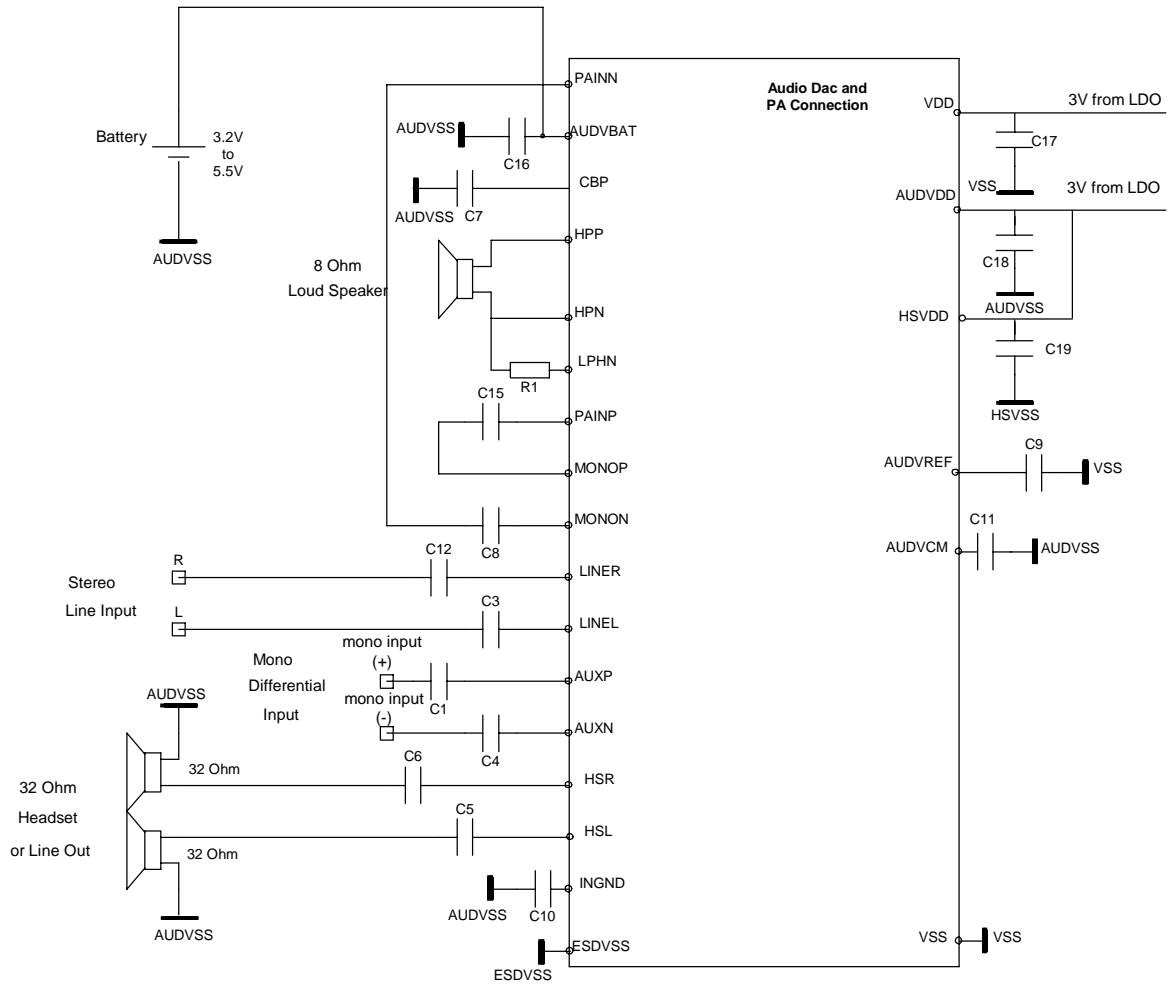 PAINN
Audio Dac and
PA Connection
VDD
3V from LDO
Battery
3.2V
to
5.5V
AUDVSS
AUDVBAT
C16
C17
CBP
VSS
3V from LDO
AUDVSS
C7
AUDVDD
HPP
8 Ohm
Loud Speaker
C18
AUDVSS
AUDVSS
HPN
HSVDD
C19
LPHN
R1
C15
HSVSS
PAINP
C9
AUDVREF
VSS
MONOP
C11
MONON
C8
AUDVCM
AUDVSS
C12
R
LINER
Stereo
Line Input
C3
L
LINEL
mono input
(+)
Mono
Differential
Input
AUXP
C1
mono input
(-)
AUDVSS
AUXN
C4
C6
32 Ohm
HSR
32 Ohm
Headset
or Line Out
C5
HSL
32 Ohm
INGND
AUDVSS
C10
AUDVSS
ESDVSS
ESDVSS
VSS
VSS